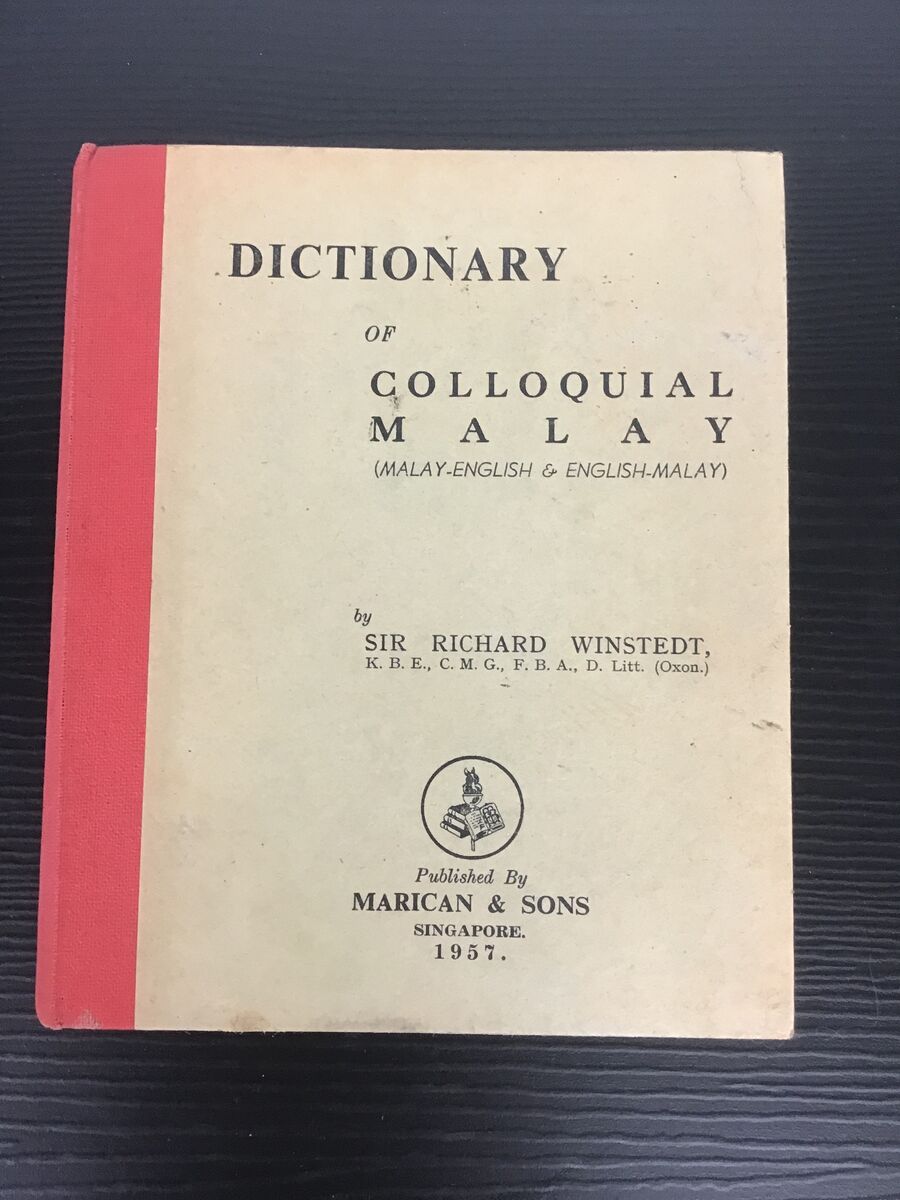 DICTIONARY
OF
COLLOQUIAL
MALAY
(MALAY-ENGLISH & ENGLISH-MALAY)
by
SIR RICHARD WINSTEDT,
K. B. E., C. M. G., F. B. A., D. Litt. (Oxon.)
Published By
MARICAN & SONS
SINGAPORE.
1957.